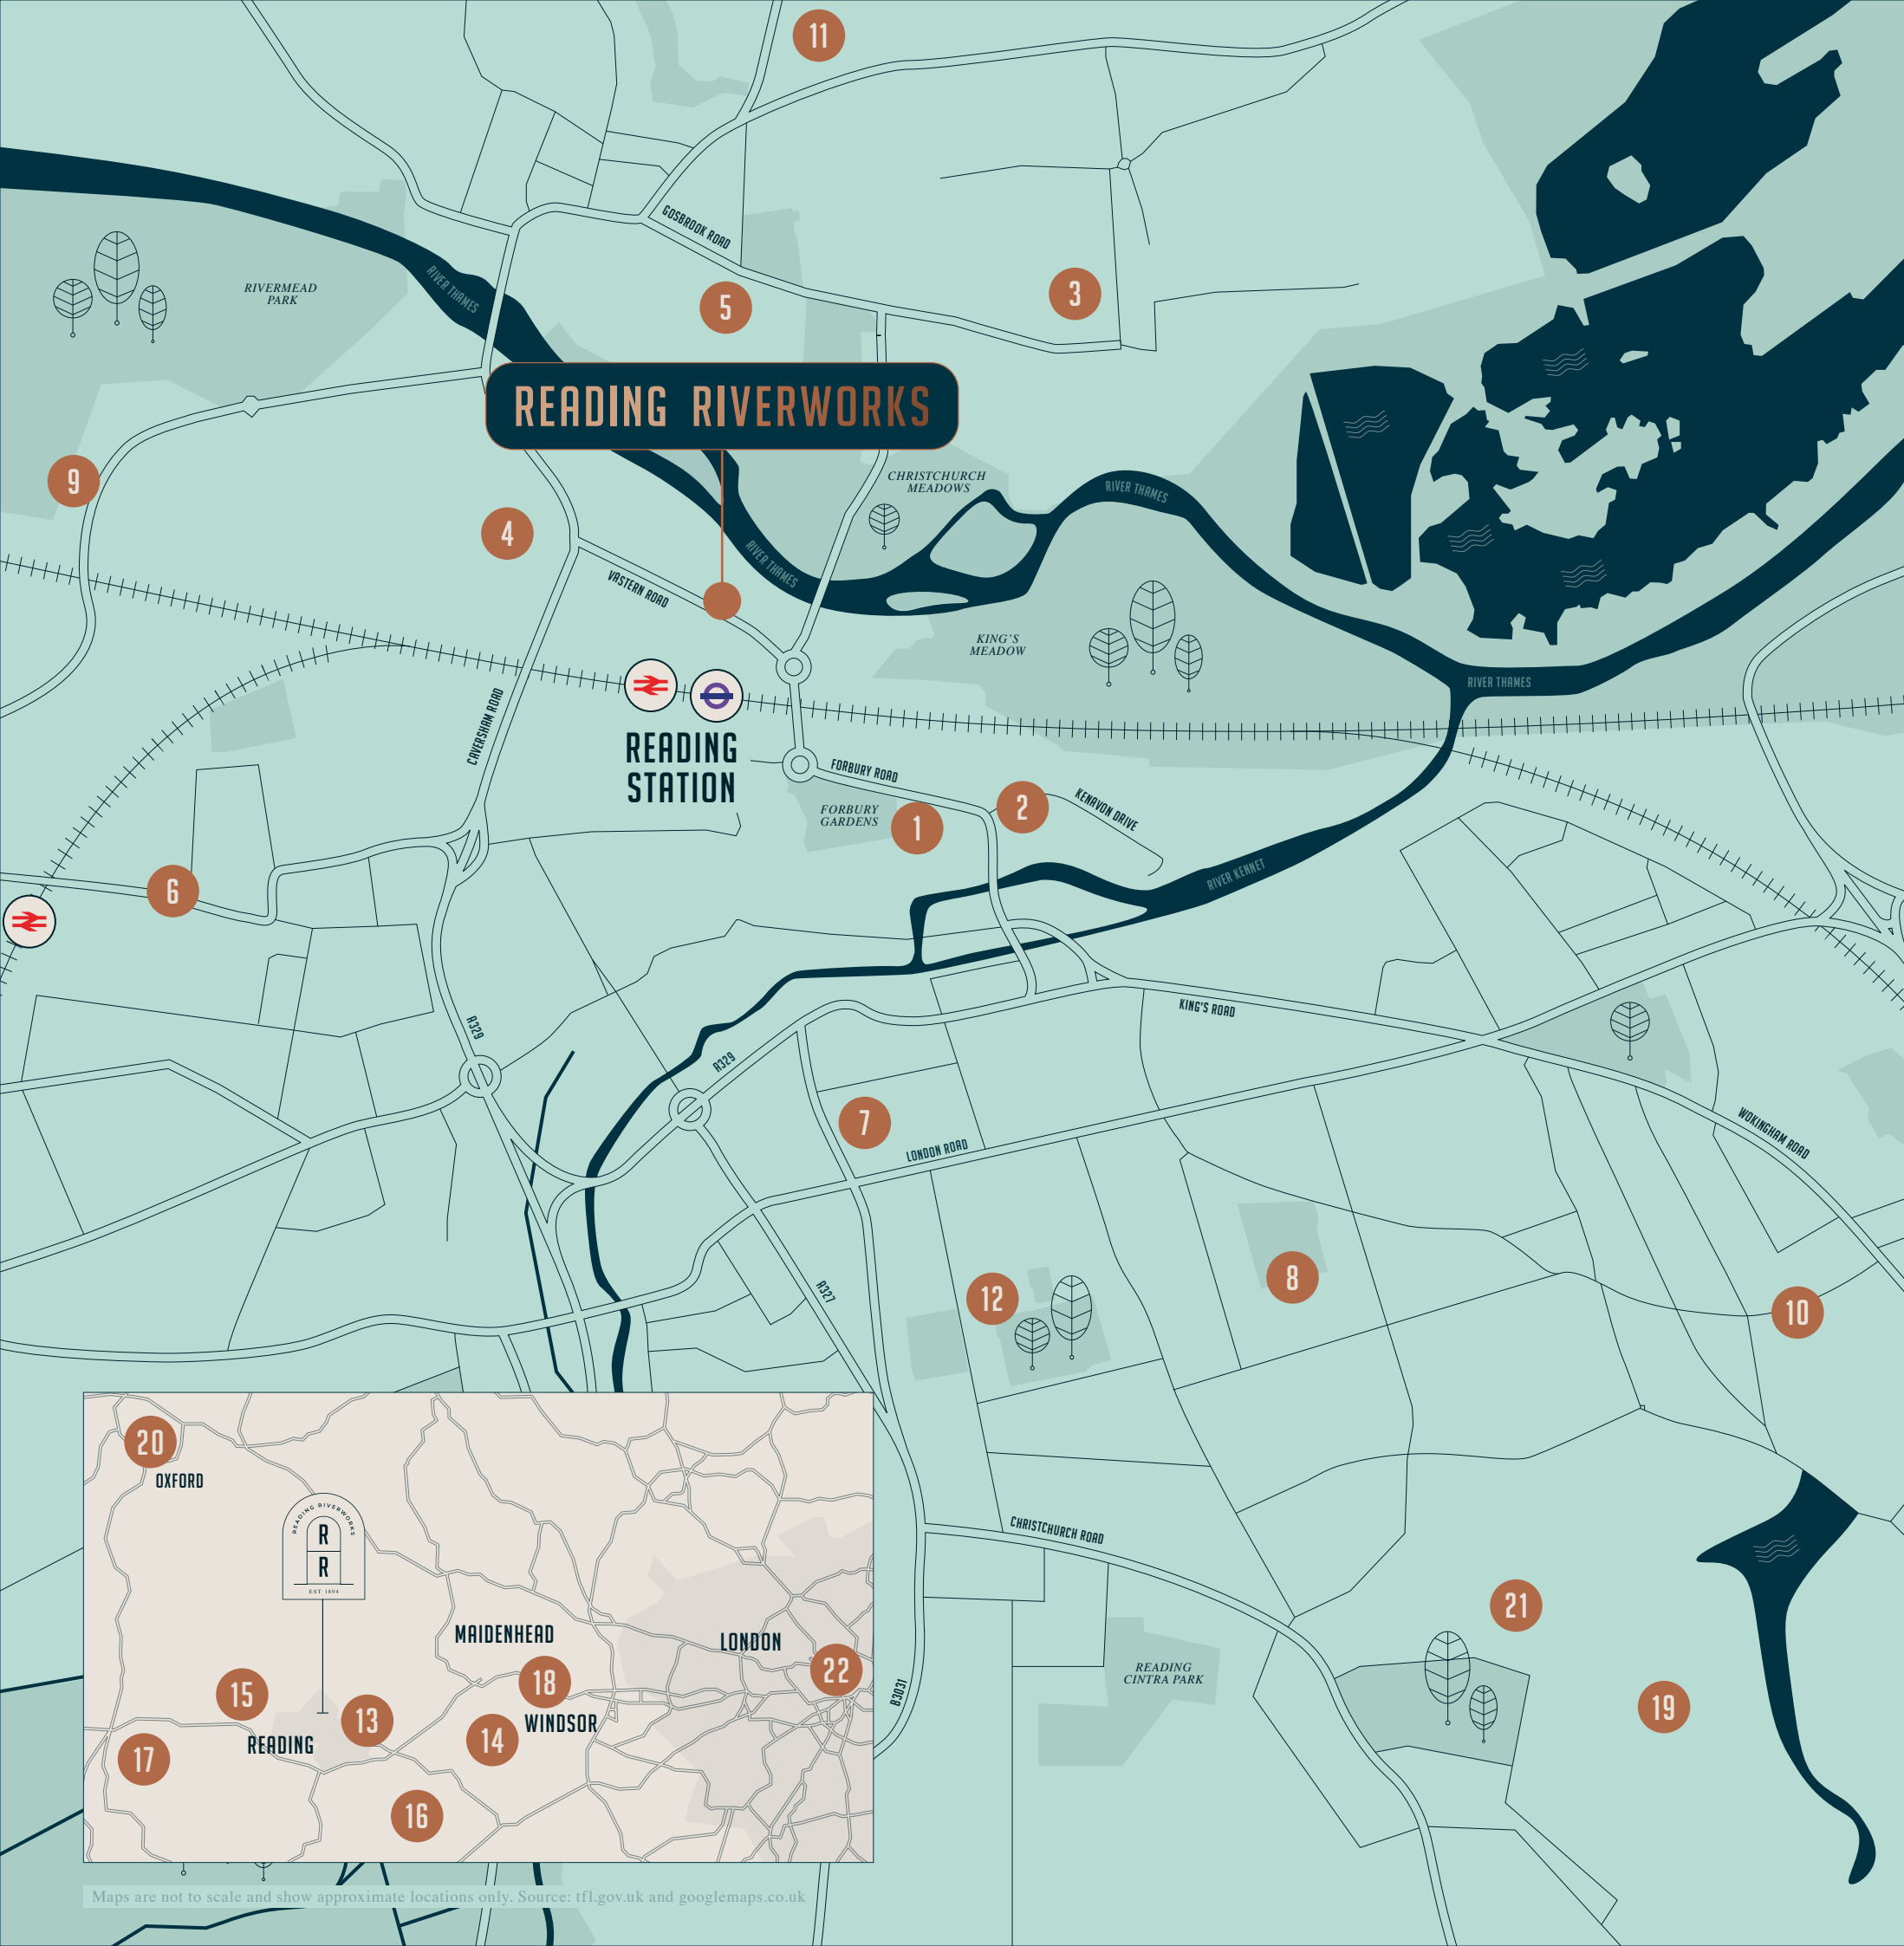 11
GOSBROOK ROAD
RIVER THAMES
RIVERMEAD
PARK
5
3
READING RIVERWORKS
9
4
CHRISTCHURCH
MEADOWS
RIVER THAMES
RIVER THAMES
VASTERN ROAD
KING'S
MEADOW
RIVER THAMES
CAVERSHAM ROAD
READING
STATION
FORBURY ROAD
FORBURY
GARDENS
1
2
KENAVON DRIVE
6
RIVER KENNET
A329
KING'S ROAD
A329
7
LONDON ROAD
WOKINGHAM ROAD
A327
12
8
10
20
OXFORD
READING RIVERWORKS
R
R
EST 1894
MAIDENHEAD
LONDON
15
18
22
13
WINDSOR
READING
14
17
16
CHRISTCHURCH ROAD
B3031
21
READING
CINTRA PARK
19
Maps are not to scale and show approximate locations only. Source: tfl.gov.uk and googlemaps.co.uk